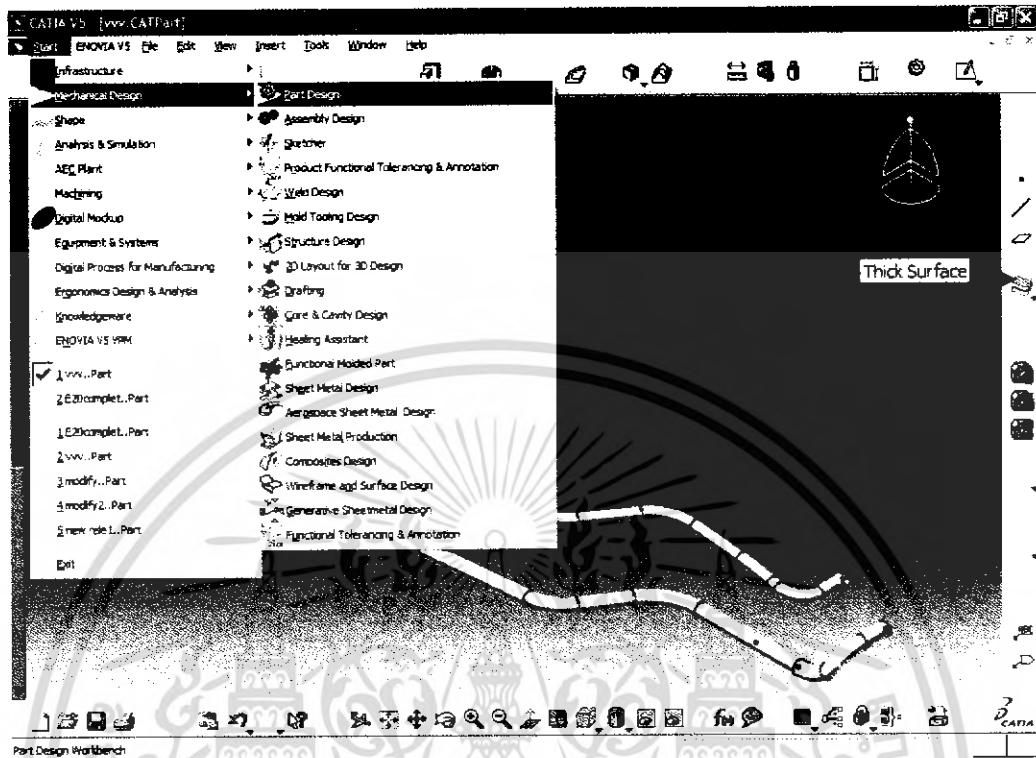 CATIA V5 - [vvv.CATPart]
Start ENOVIA V5 File Edit View Insert Tools Window Help
Infrastructure
Mechanical Design
Shape
Analysis & Simulation
AEC Plant
Machining
Digital Mockup
Equipment & Systems
Digital Process for Manufacturing
Ergonomics Design & Analysis
Knowledgeware
ENOVIA V5 VPM
1 vvv..Part
2 E20complet..Part
1 E20complet..Part
2 vvv..Part
3 modify..Part
4 modify2..Part
5 new rele1..Part
Exit
Part Design
Assembly Design
Sketcher
Product Functional Tolerancing & Annotation
Weld Design
Mold Tooling Design
Structure Design
2D Layout for 3D Design
Drafting
Core & Cavity Design
Healing Assistant
Functional Molded Part
Sheet Metal Design
Aerospace Sheet Metal Design
Sheet Metal Production
Composites Design
Wireframe and Surface Design
Generative Sheetmetal Design
Functional Tolerancing & Annotation
Thick Surface
CATIA
Part Design Workbench